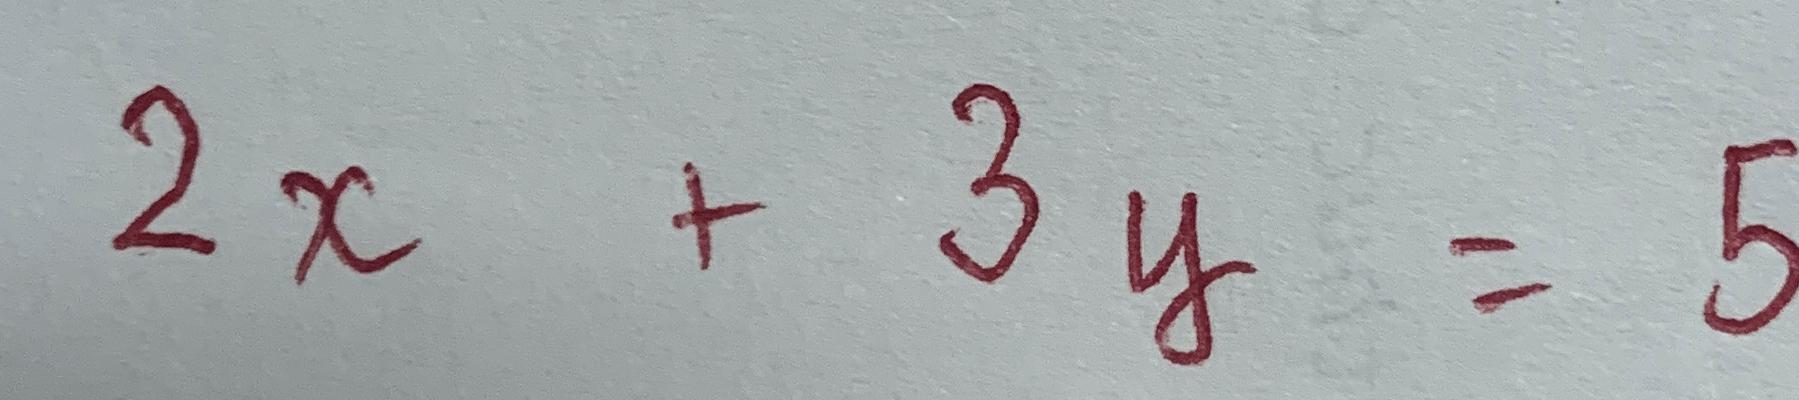 2x + 3y = 5